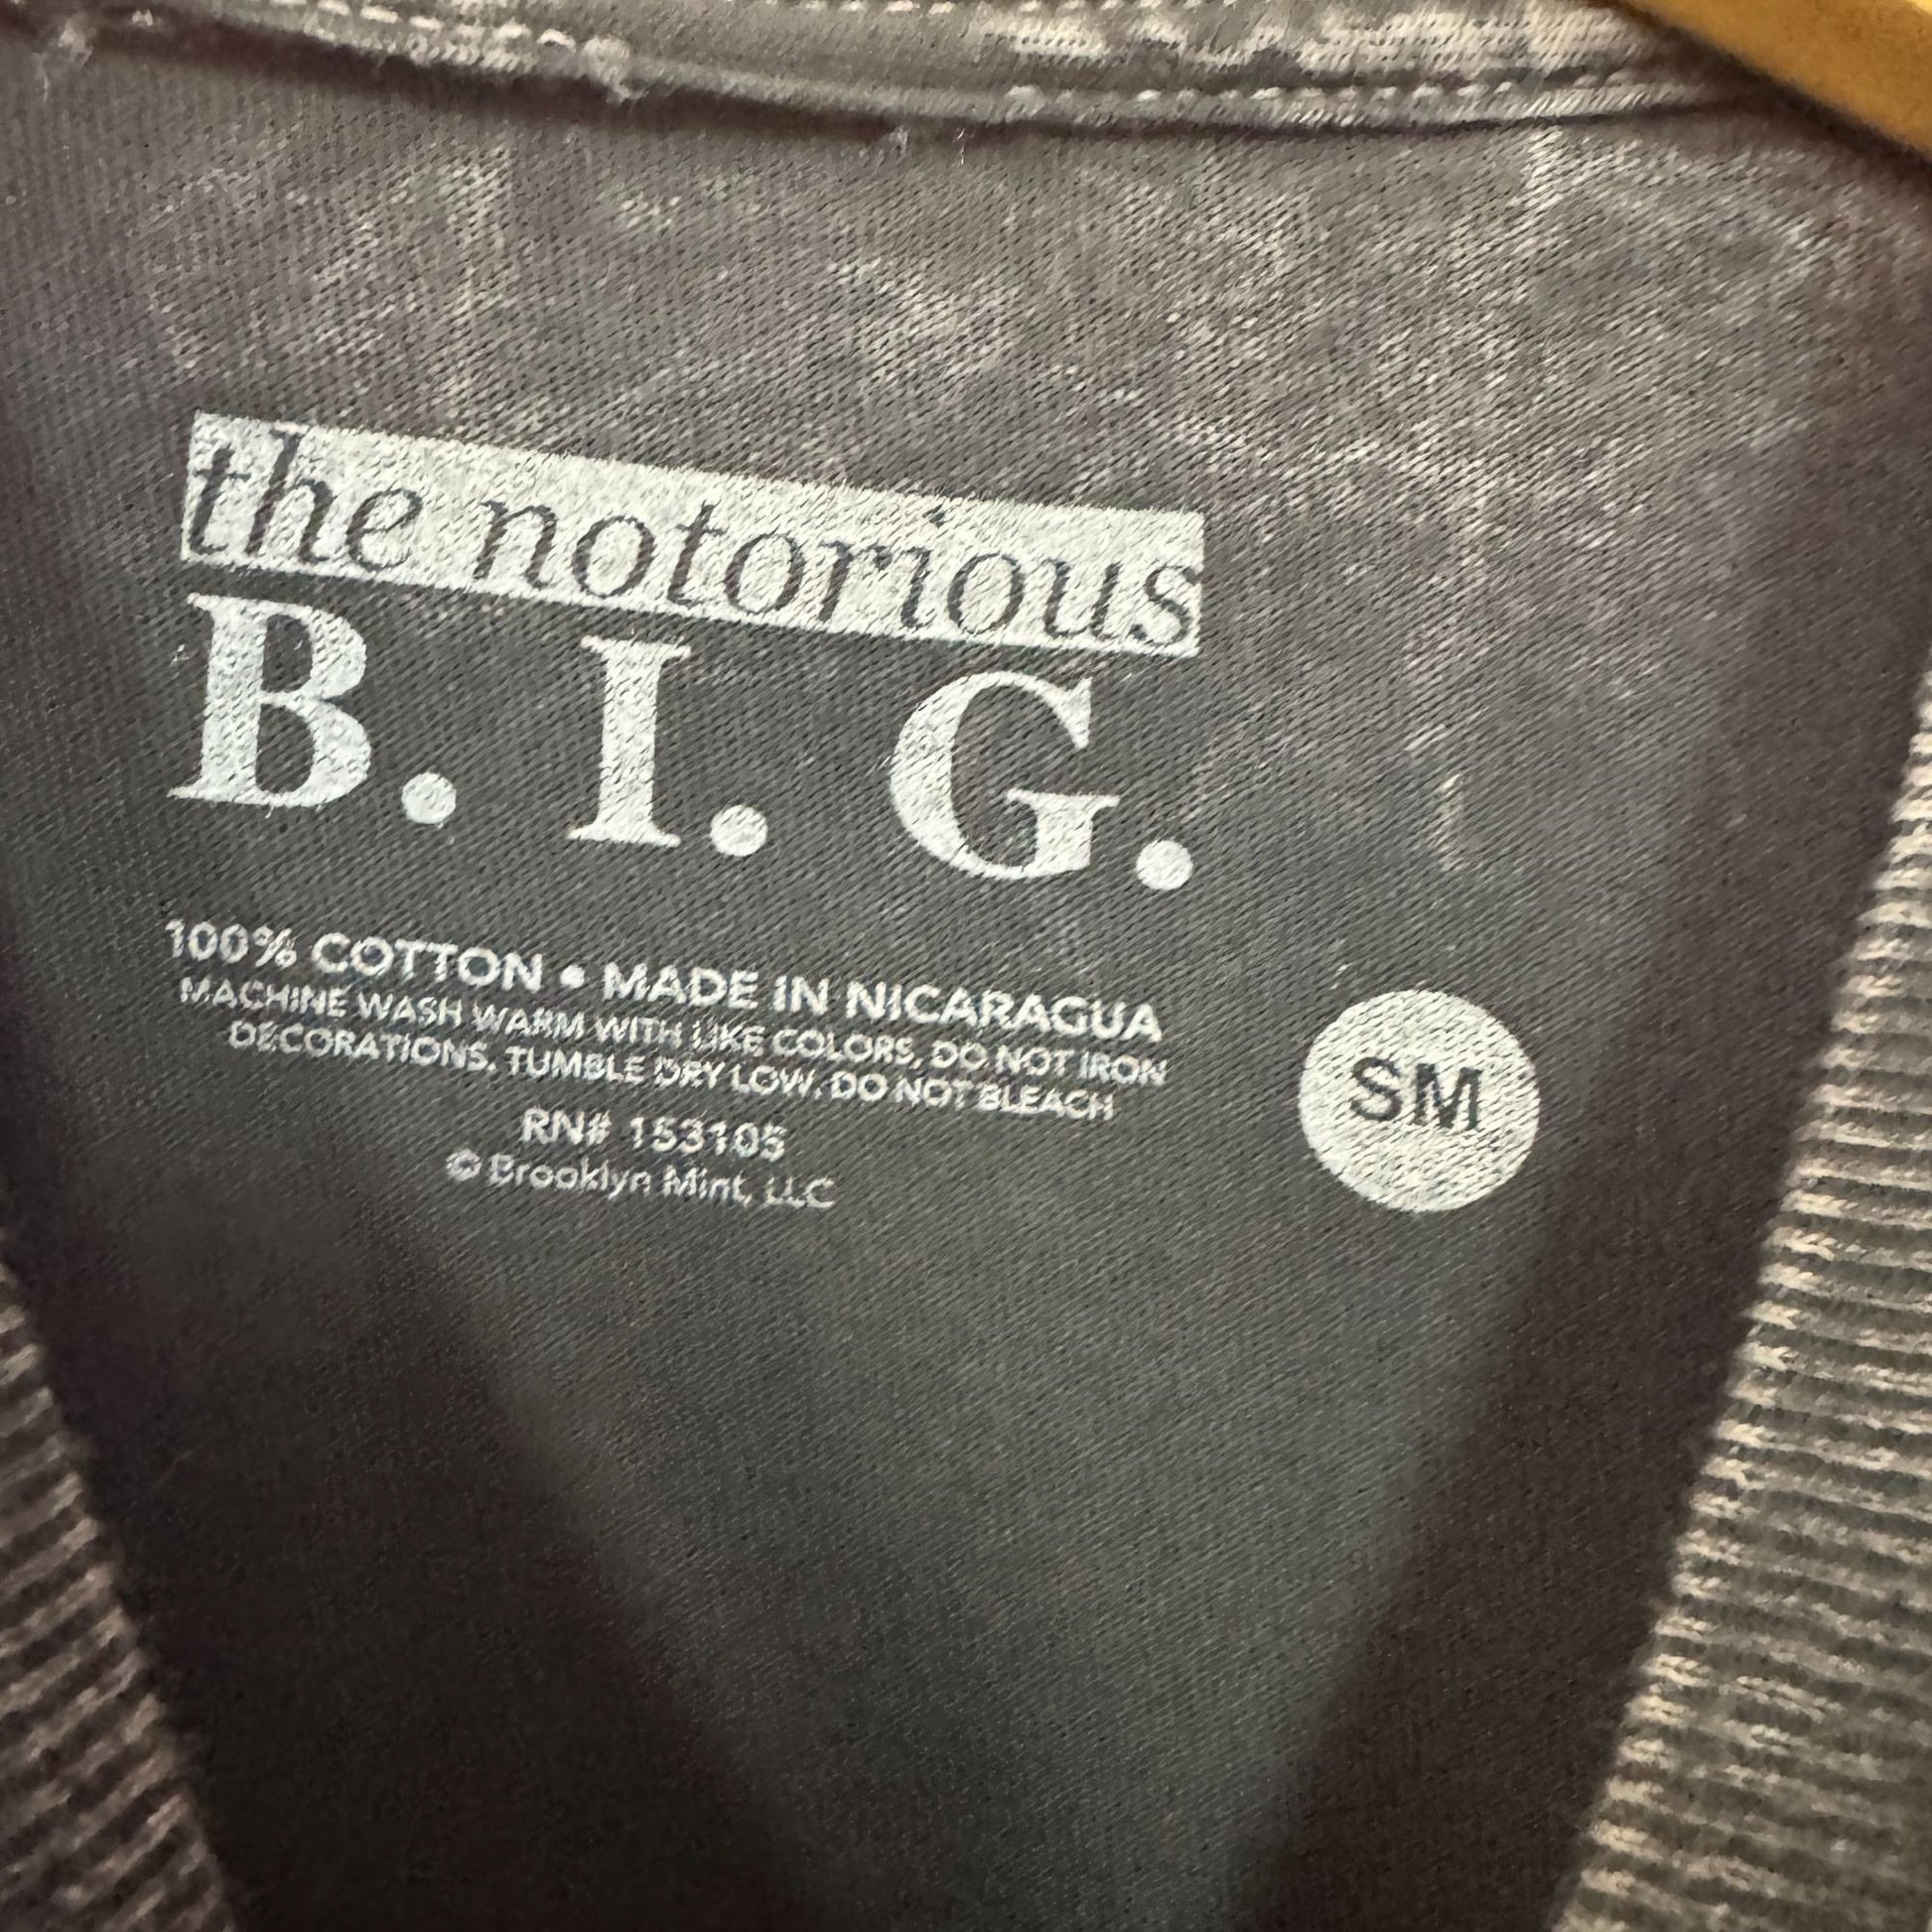 the notorious
B. I. G.
100% COTTON • MADE IN NICARAGUA
MACHINE WASH WARM WITH LIKE COLORS, DO NOT IRON
DECORATIONS. TUMBLE DRY LOW. DO NOT BLEACH
RN# 153105
© Brooklyn Mint, LLC
SM